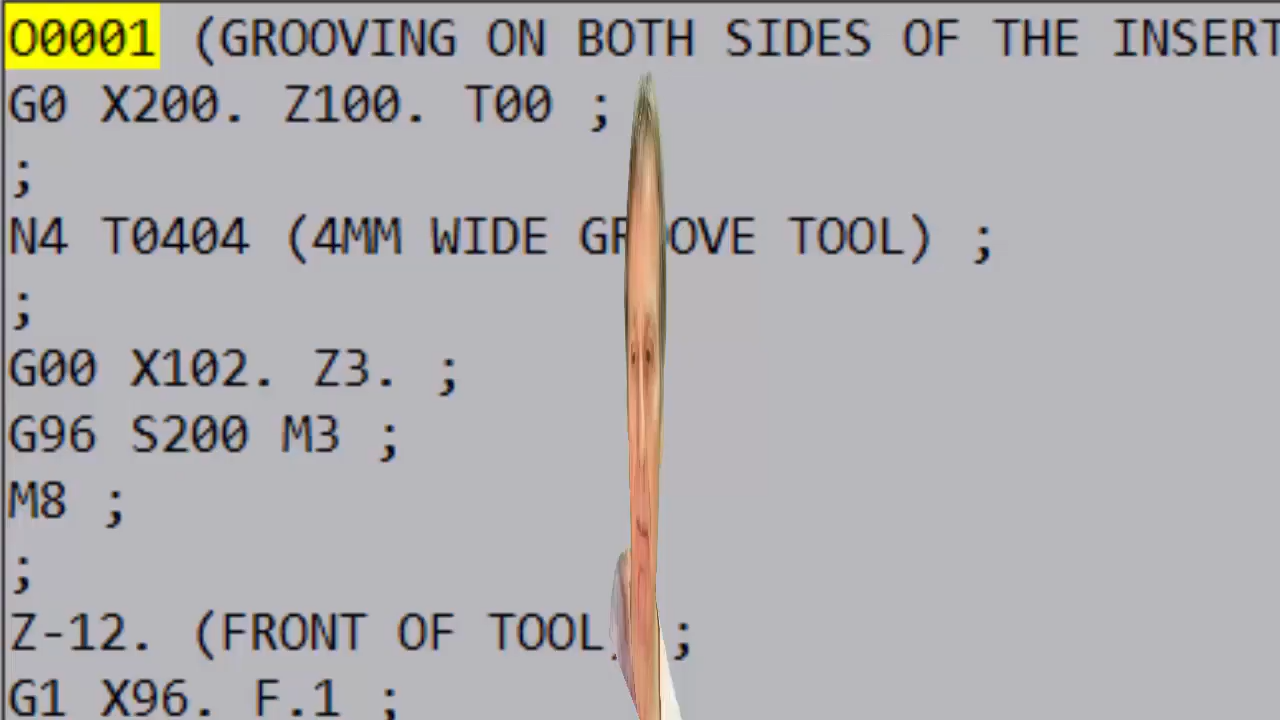 O0001 (GROOVING ON BOTH SIDES OF THE INSERT
G0 X200. Z100. T00 ;
;
N4 T0404 (4MM WIDE GROOVE TOOL) ;
;
G00 X102. Z3. ;
G96 S200 M3 ;
M8 ;
;
Z-12. (FRONT OF TOOL) ;
G1 X96. F.1 ;